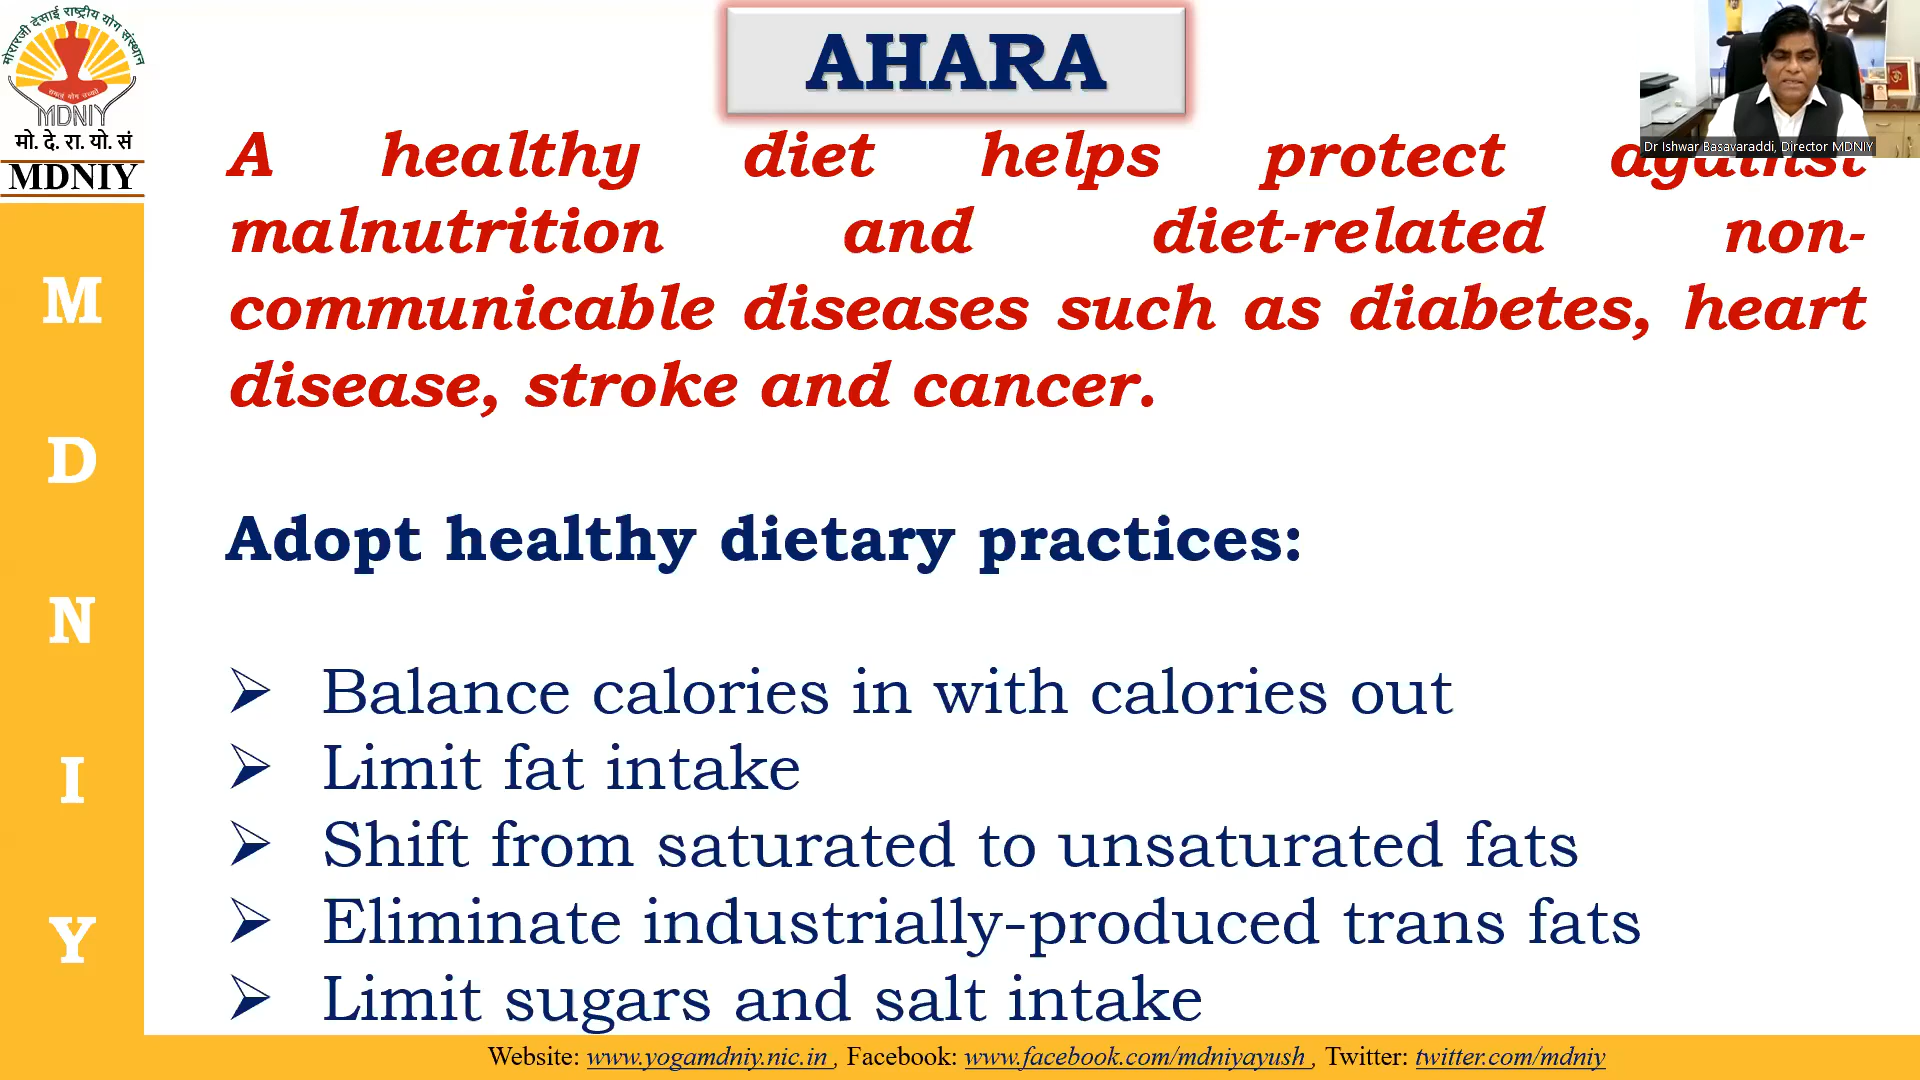 मोरारजी देसाई राष्ट्रीय योग संस्थान
MDNIY
मो. दे. रा. यो. सं
MDNIY
M
D
N
I
Y
AHARA
Dr Ishwar Basavaraddi, Director MDNIY
A healthy diet helps protect against
malnutrition and diet-related non-
communicable diseases such as diabetes, heart
disease, stroke and cancer.
Adopt healthy dietary practices:
➢ Balance calories in with calories out
➢ Limit fat intake
➢ Shift from saturated to unsaturated fats
➢ Eliminate industrially-produced trans fats
➢ Limit sugars and salt intake
Website: www.yogamdniy.nic.in , Facebook: www.facebook.com/mdniyayush , Twitter: twitter.com/mdniy